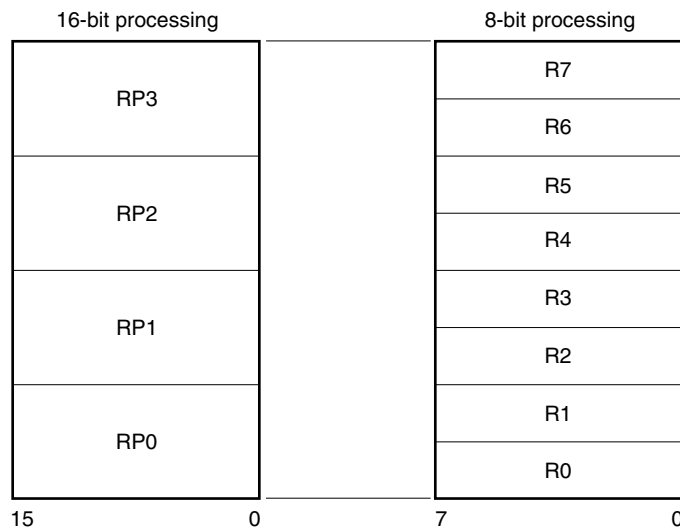 16-bit processing
8-bit processing
RP3
RP2
RP1
RP0
R7
R6
R5
R4
R3
R2
R1
R0
15 0
7 0